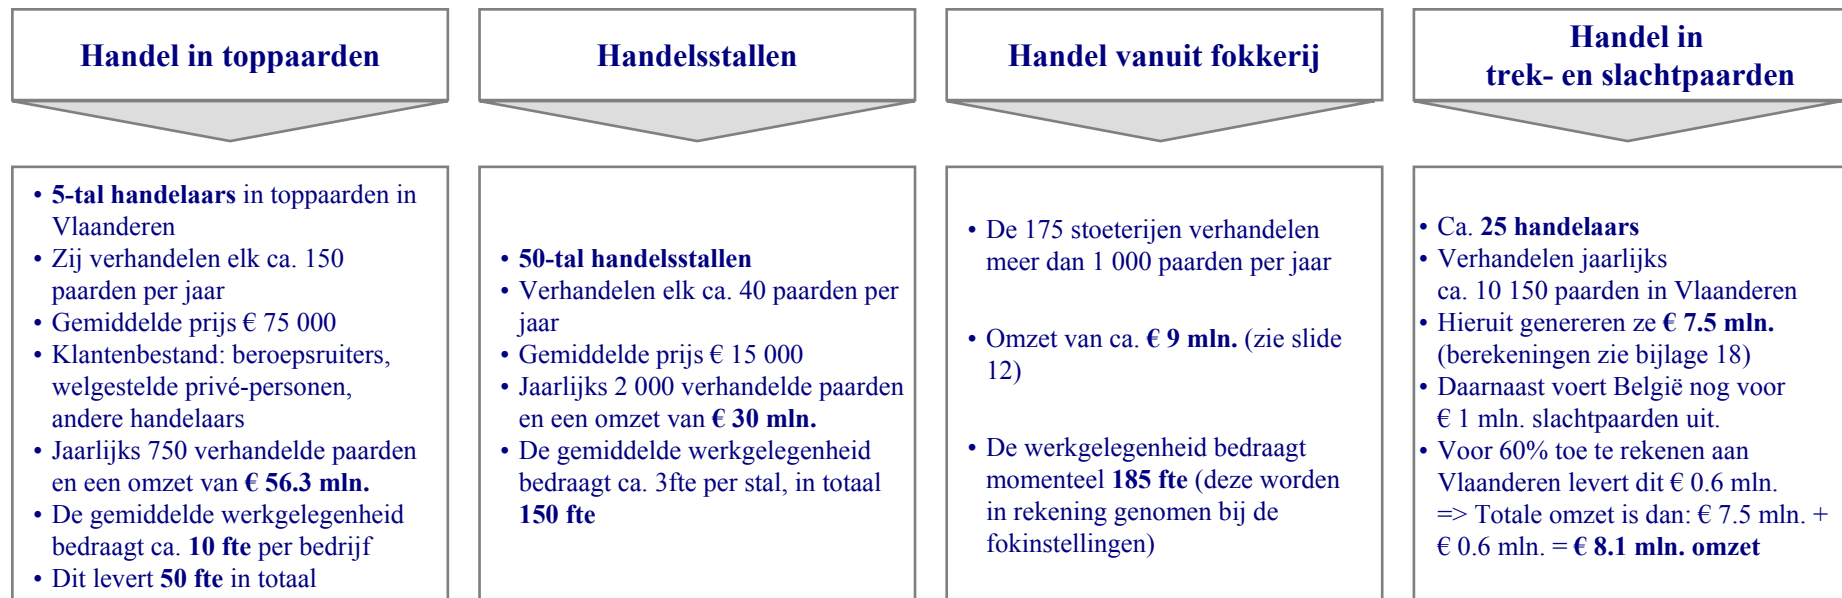 Handel in toppaarden
• 5-tal handelaars in toppaarden in
Vlaanderen
• Zij verhandelen elk ca. 150
paarden per jaar
• Gemiddelde prijs € 75 000
• Klantenbestand: beroepsruiters,
welgestelde privé-personen,
andere handelaars
• Jaarlijks 750 verhandelde paarden
en een omzet van € 56.3 mln.
• De gemiddelde werkgelegenheid
bedraagt ca. 10 fte per bedrijf
• Dit levert 50 fte in totaal
Handelsstallen
• 50-tal handelsstallen
• Verhandelen elk ca. 40 paarden per
jaar
• Gemiddelde prijs € 15 000
• Jaarlijks 2 000 verhandelde paarden
en een omzet van € 30 mln.
• De gemiddelde werkgelegenheid
bedraagt ca. 3fte per stal, in totaal
150 fte
Handel vanuit fokkerij
• De 175 stoeterijen verhandelen
meer dan 1 000 paarden per jaar
• Omzet van ca. € 9 mln. (zie slide
12)
• De werkgelegenheid bedraagt
momenteel 185 fte (deze worden
in rekening genomen bij de
fokinstellingen)
Handel in
trek- en slachtpaarden
• Ca. 25 handelaars
• Verhandelen jaarlijks
ca. 10 150 paarden in Vlaanderen
• Hieruit genereren ze € 7.5 mln.
(berekeningen zie bijlage 18)
• Daarnaast voert België nog voor
€ 1 mln. slachtpaarden uit.
• Voor 60% toe te rekenen aan
Vlaanderen levert dit € 0.6 mln.
=> Totale omzet is dan: € 7.5 mln. +
€ 0.6 mln. = € 8.1 mln. omzet